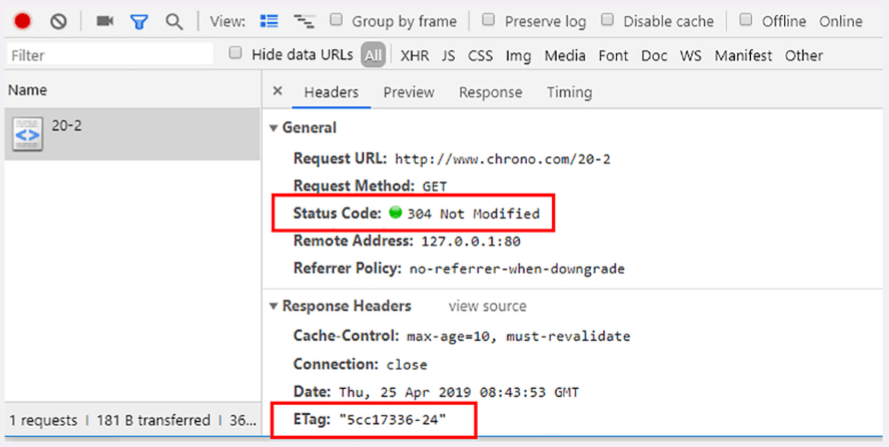 View: Group by frame Preserve log Disable cache Offline Online
Filter Hide data URLs All XHR JS CSS Img Media Font Doc WS Manifest Other
Name
20-2
1 requests | 181 B transferred | 36...
× Headers Preview Response Timing
▼ General
Request URL: http://www.chrono.com/20-2
Request Method: GET
Status Code: 304 Not Modified
Remote Address: 127.0.0.1:80
Referrer Policy: no-referrer-when-downgrade
▼ Response Headers view source
Cache-Control: max-age=10, must-revalidate
Connection: close
Date: Thu, 25 Apr 2019 08:43:53 GMT
ETag: "5cc17336-24"